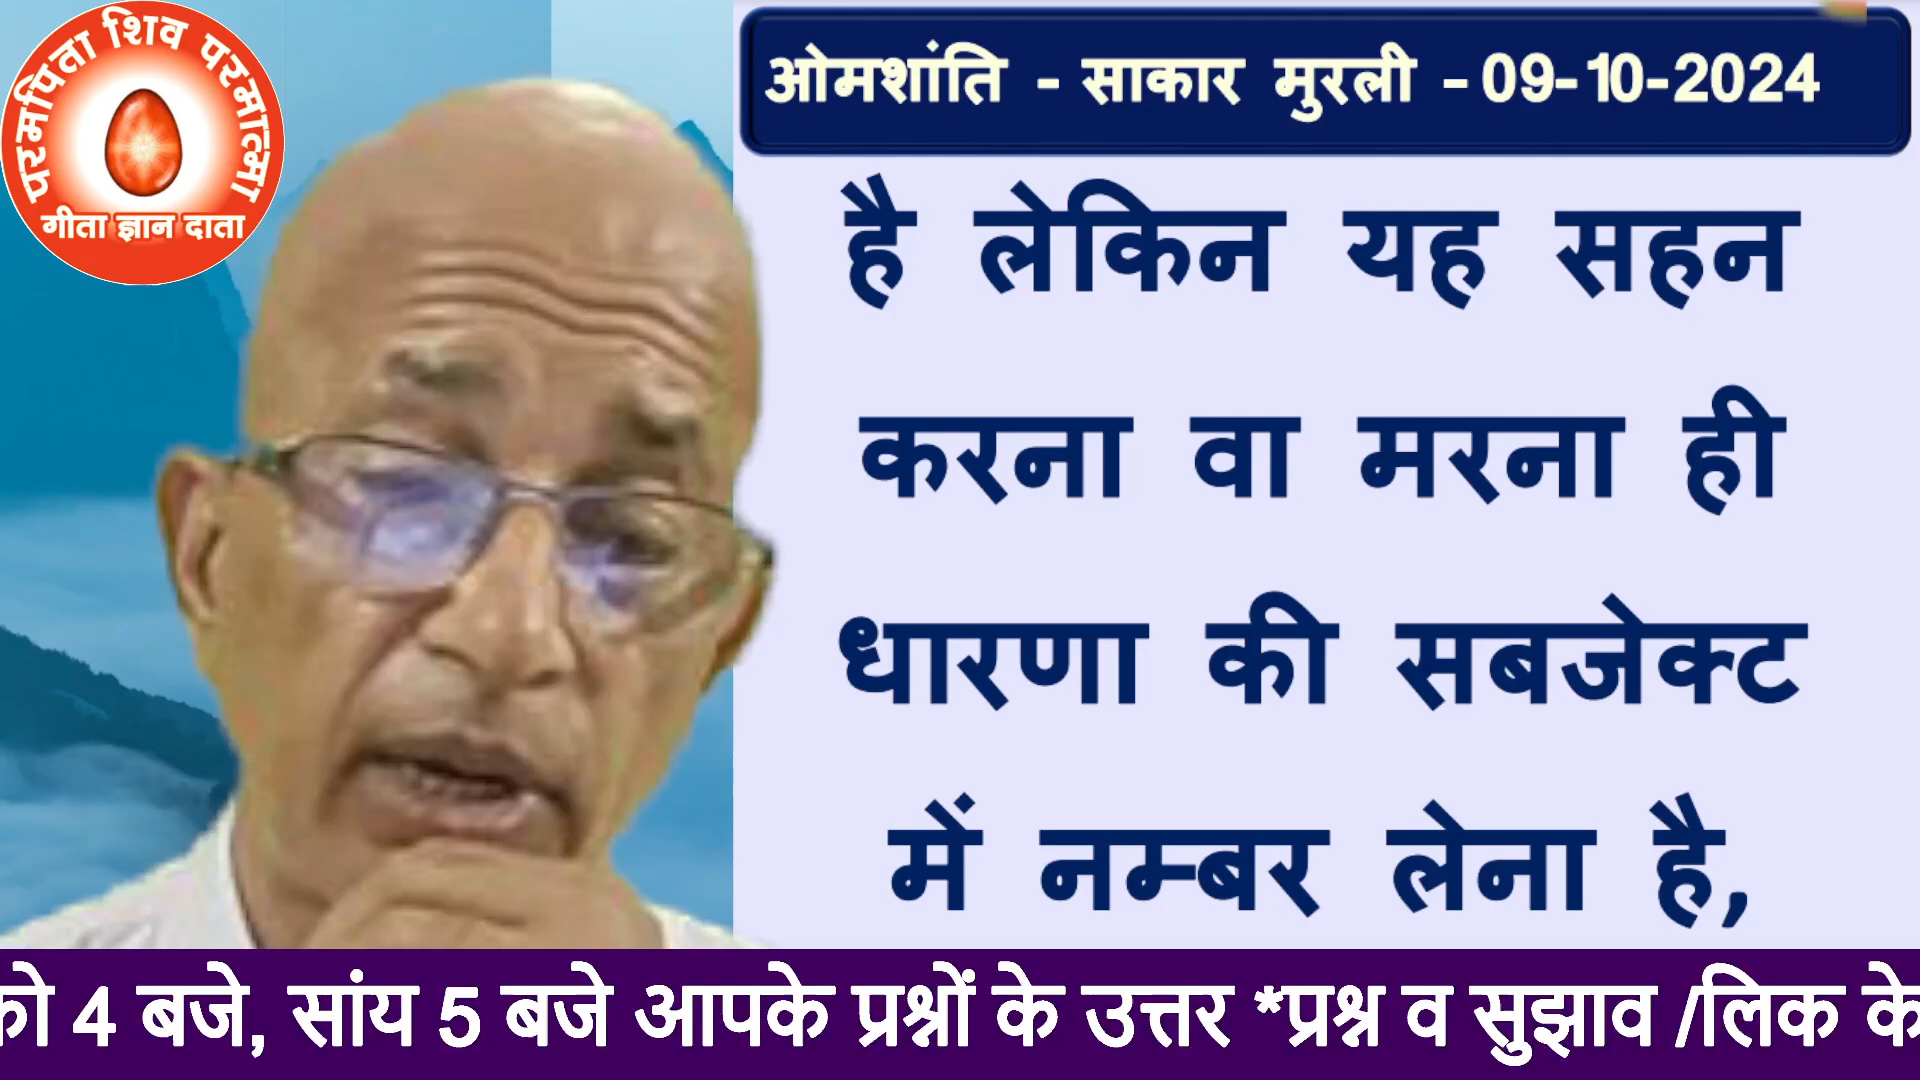 परमपिता शिव परमात्मा
गीता ज्ञान दाता
ओमशांति - साकार मुरली - 09-10-2024
है लेकिन यह सहन
करना वा मरना ही
धारणा की सबजेक्ट
में नम्बर लेना है,
को 4 बजे, सांय 5 बजे आपके प्रश्नों के उत्तर *प्रश्न व सुझाव /लिक के